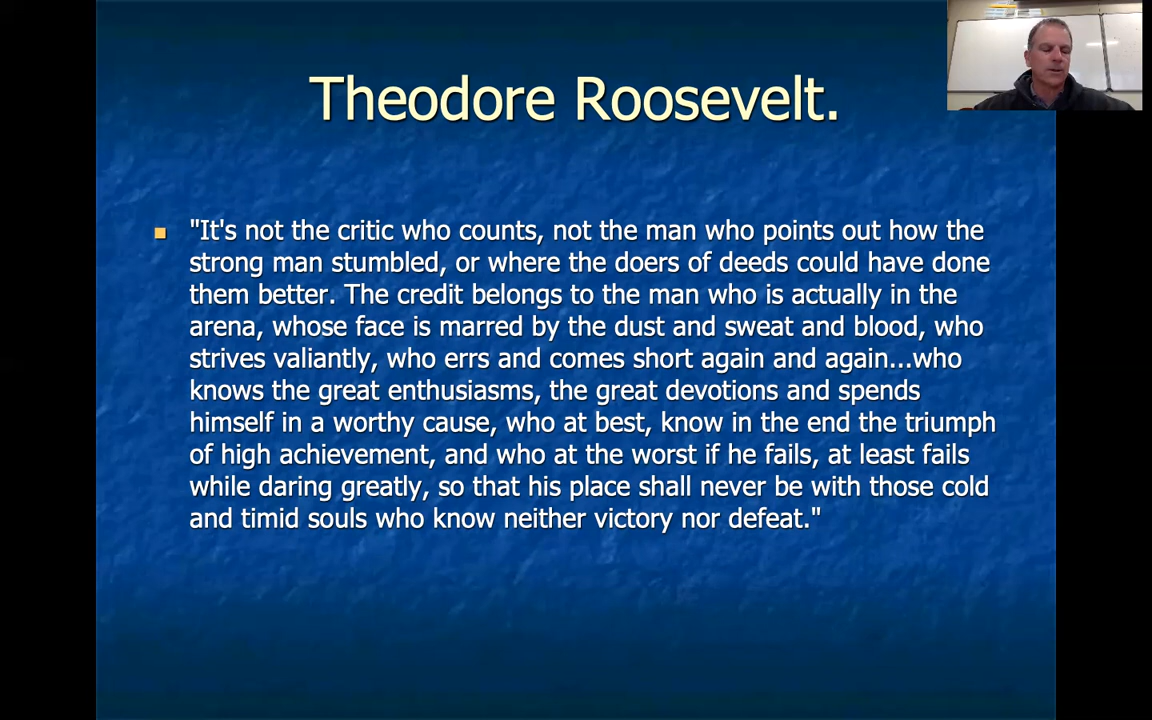 Theodore Roosevelt.
"It's not the critic who counts, not the man who points out how the
strong man stumbled, or where the doers of deeds could have done
them better. The credit belongs to the man who is actually in the
arena, whose face is marred by the dust and sweat and blood, who
strives valiantly, who errs and comes short again and again...who
knows the great enthusiasms, the great devotions and spends
himself in a worthy cause, who at best, know in the end the triumph
of high achievement, and who at the worst if he fails, at least fails
while daring greatly, so that his place shall never be with those cold
and timid souls who know neither victory nor defeat."